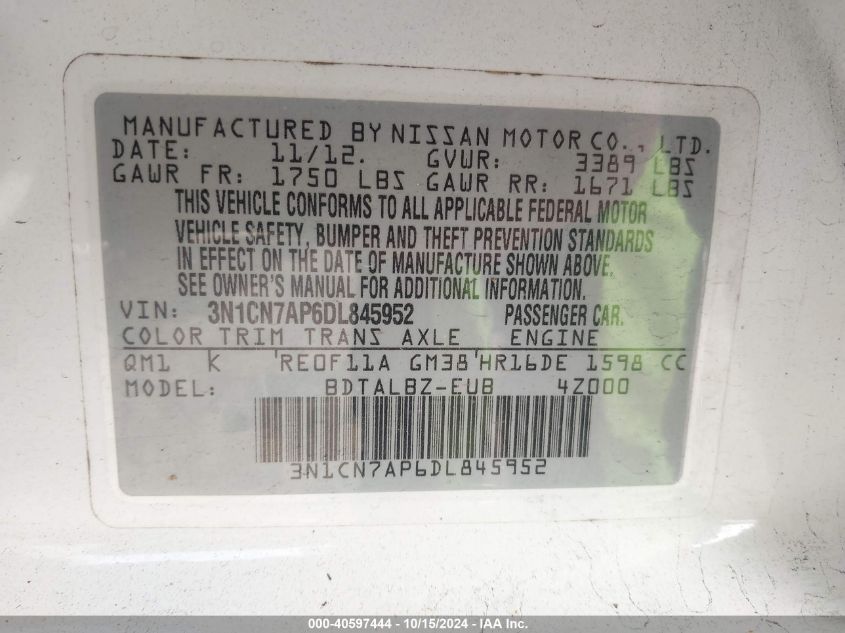 MANUFACTURED BY NISSAN MOTOR CO., LTD.
DATE: 11/12. GVWR: 3389 LBS
GAWR FR: 1750 LBS GAWR RR: 1671 LBS
THIS VEHICLE CONFORMS TO ALL APPLICABLE FEDERAL MOTOR
VEHICLE SAFETY, BUMPER AND THEFT PREVENTION STANDARDS
IN EFFECT ON THE DATE OF MANUFACTURE SHOWN ABOVE.
SEE OWNER'S MANUAL FOR ADDITIONAL INFORMATION.
VIN: 3N1CN7AP6DL845952 PASSENGER CAR.
COLOR TRIM TRANS AXLE ENGINE
QM1 K RE0F11A GM38 HR16DE 1598 CC
MODEL: BDTALBZ-EUB 4Z000
3N1CN7AP6DL845952
000-40597444 - 10/15/2024 - IAA Inc.